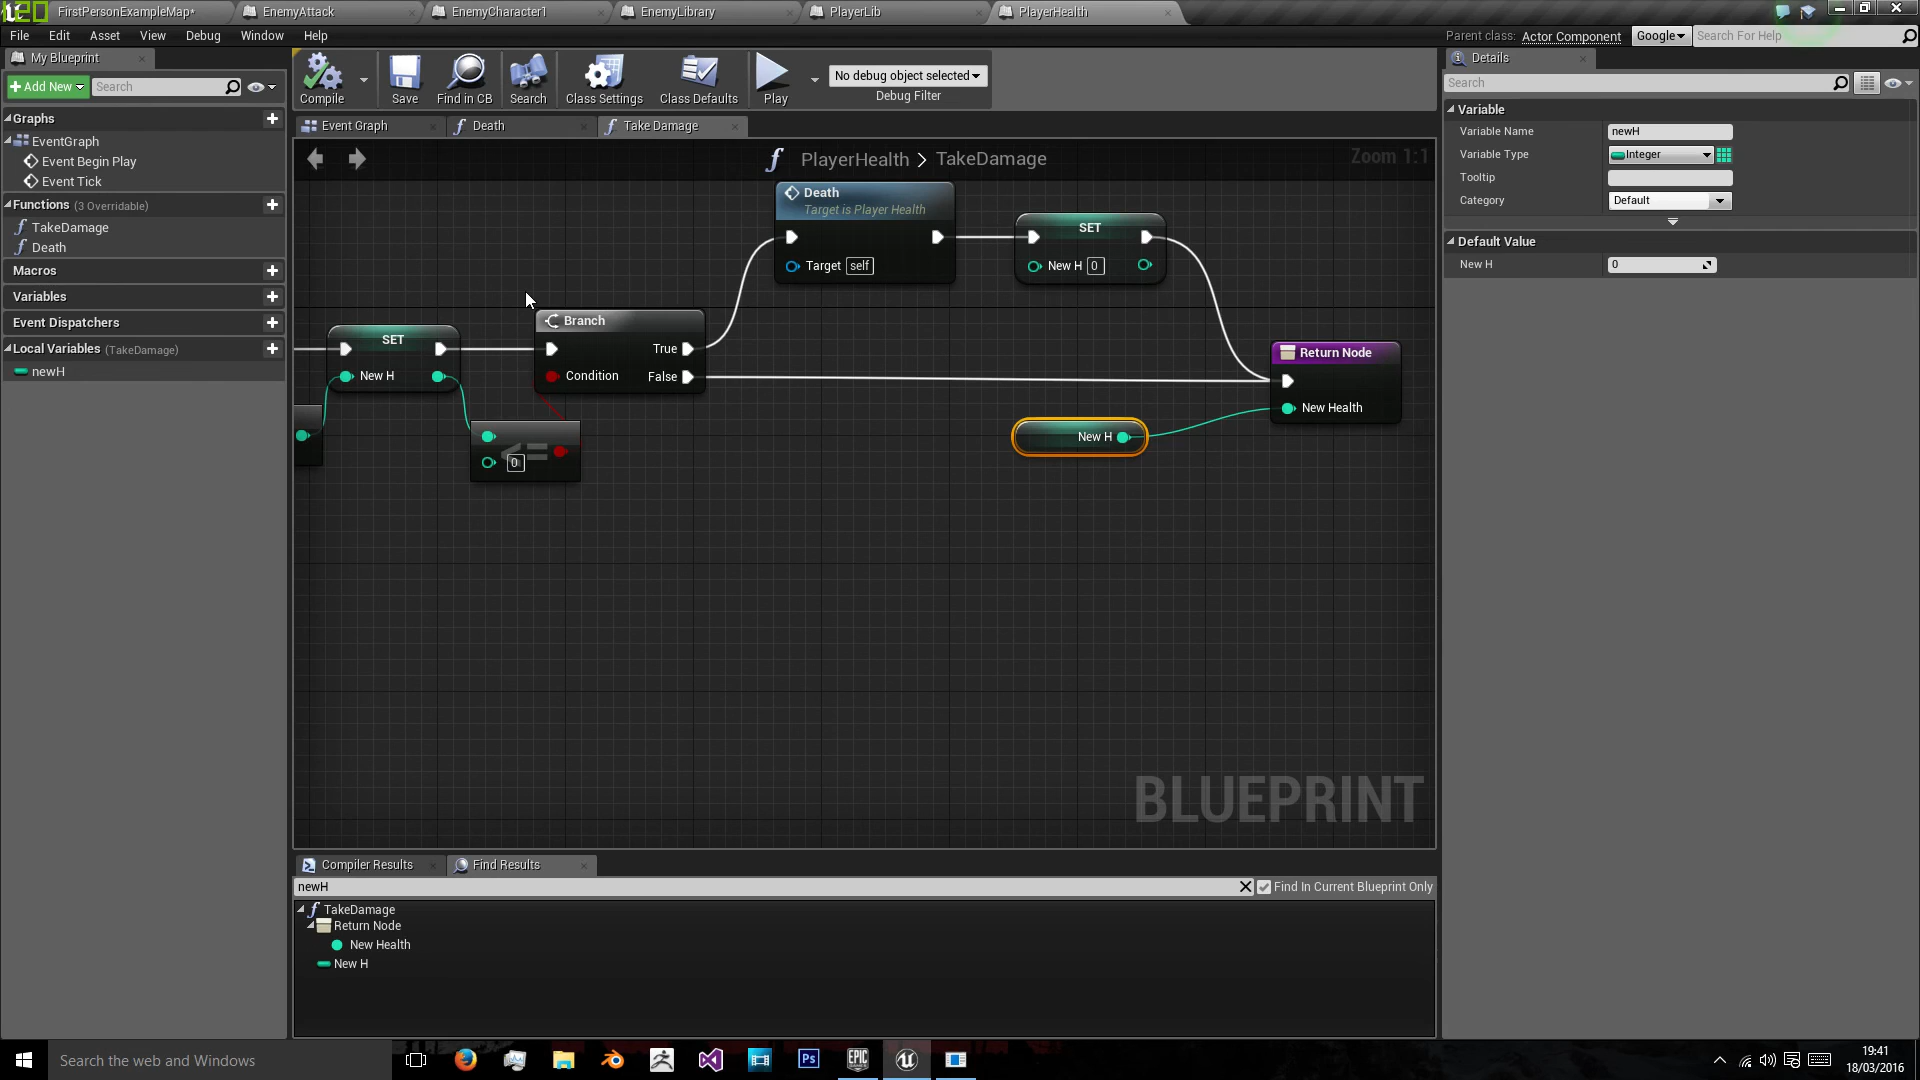 FirstPersonExampleMap*
EnemyAttack
EnemyCharacter1
EnemyLibrary
PlayerLib
PlayerHealth
File Edit Asset View Debug Window Help
Parent class: Actor Component Google Search For Help
My Blueprint
Add New Search
Graphs
EventGraph
Event Begin Play
Event Tick
Functions (3 Overridable)
TakeDamage
Death
Macros
Variables
Event Dispatchers
Local Variables (TakeDamage)
newH
Compile Save Find in CB Search Class Settings Class Defaults Play
No debug object selected
Debug Filter
Event Graph Death Take Damage
PlayerHealth > TakeDamage
Zoom 1:1
Death
Target is Player Health
Target self
SET
New H 0
Branch
True
Condition False
SET
New H
<=
0
Return Node
New Health
New H
BLUEPRINT
Compiler Results Find Results
newH
Find In Current Blueprint Only
TakeDamage
Return Node
New Health
New H
Details
Search
Variable
Variable Name newH
Variable Type Integer
Tooltip
Category Default
Default Value
New H 0
Search the web and Windows
Ps
EPIC
19:41
18/03/2016